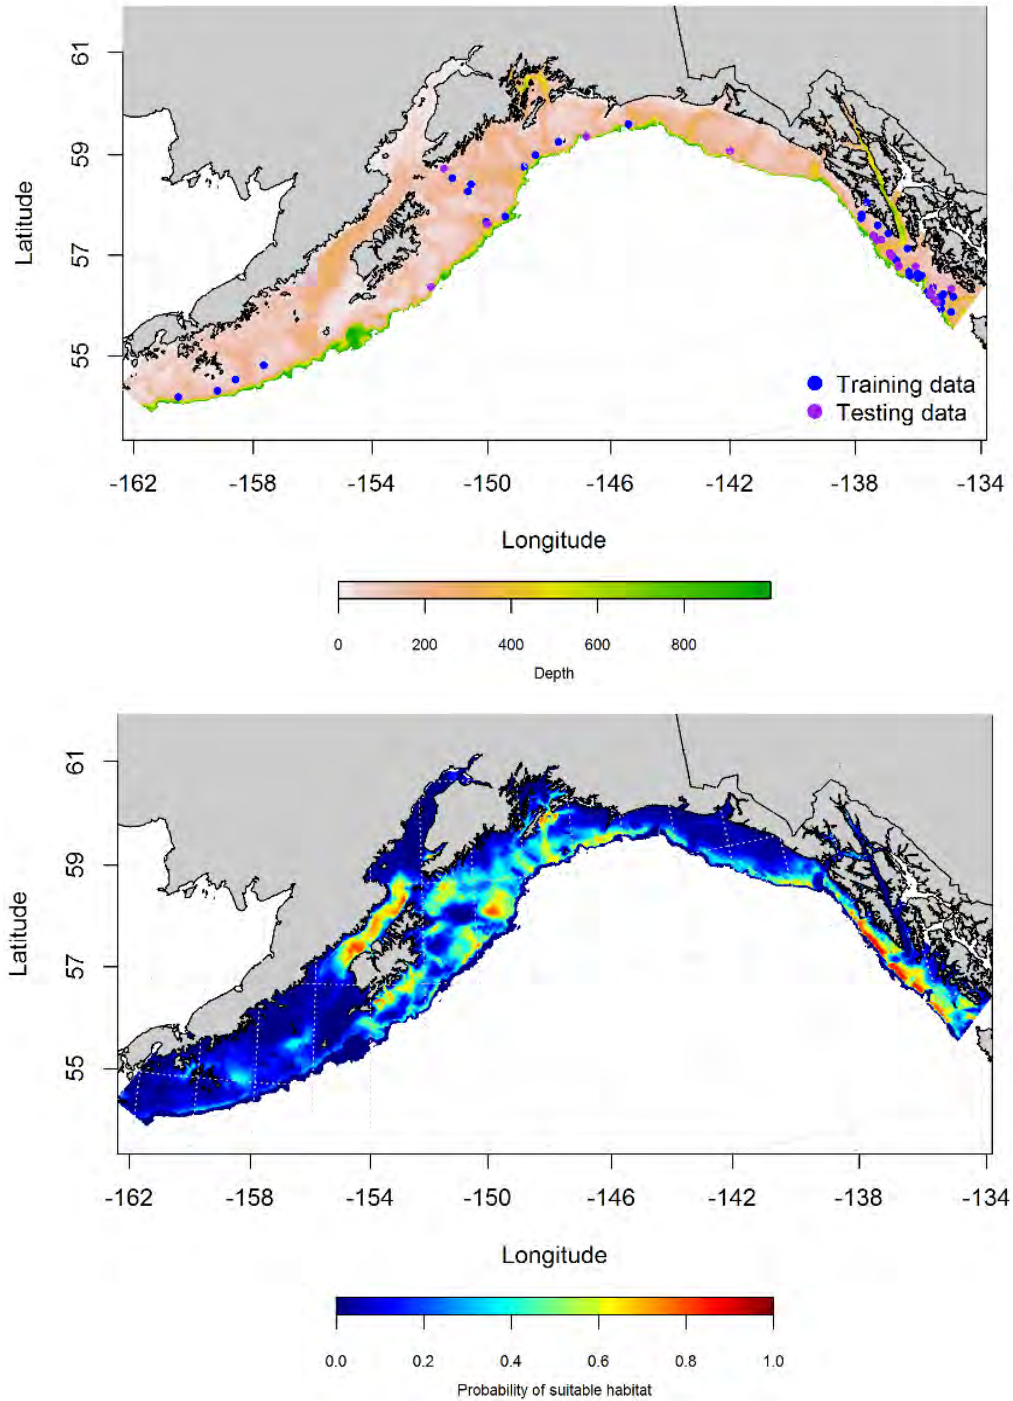 61
59
57
55
Latitude
Training data
Testing data
-162 -158 -154 -150 -146 -142 -138 -134
Longitude
0 200 400 600 800
Depth
61
59
57
55
Latitude
-162 -158 -154 -150 -146 -142 -138 -134
Longitude
0.0 0.2 0.4 0.6 0.8 1.0
Probability of suitable habitat